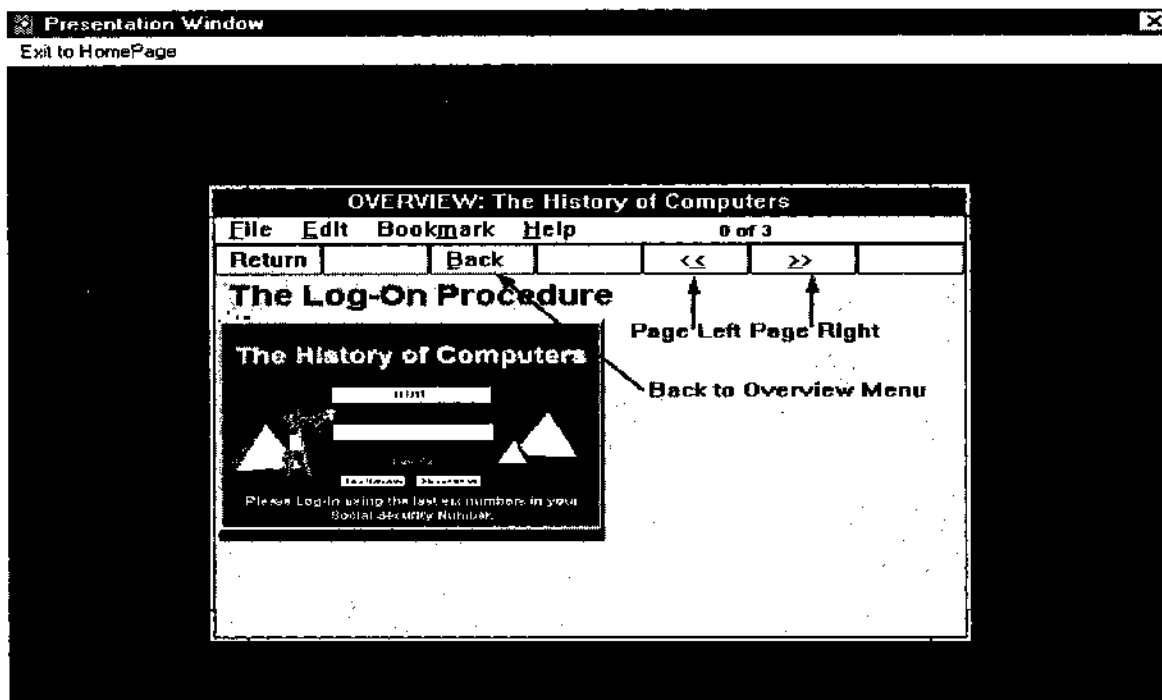 Presentation Window
Exit to HomePage
OVERVIEW: The History of Computers
File Edit Bookmark Help 0 of 3
Return Back << >>
The Log-On Procedure
Page Left Page Right
The History of Computers
Back to Overview Menu
Please Log-In using the last six numbers in your
Social Security Number.